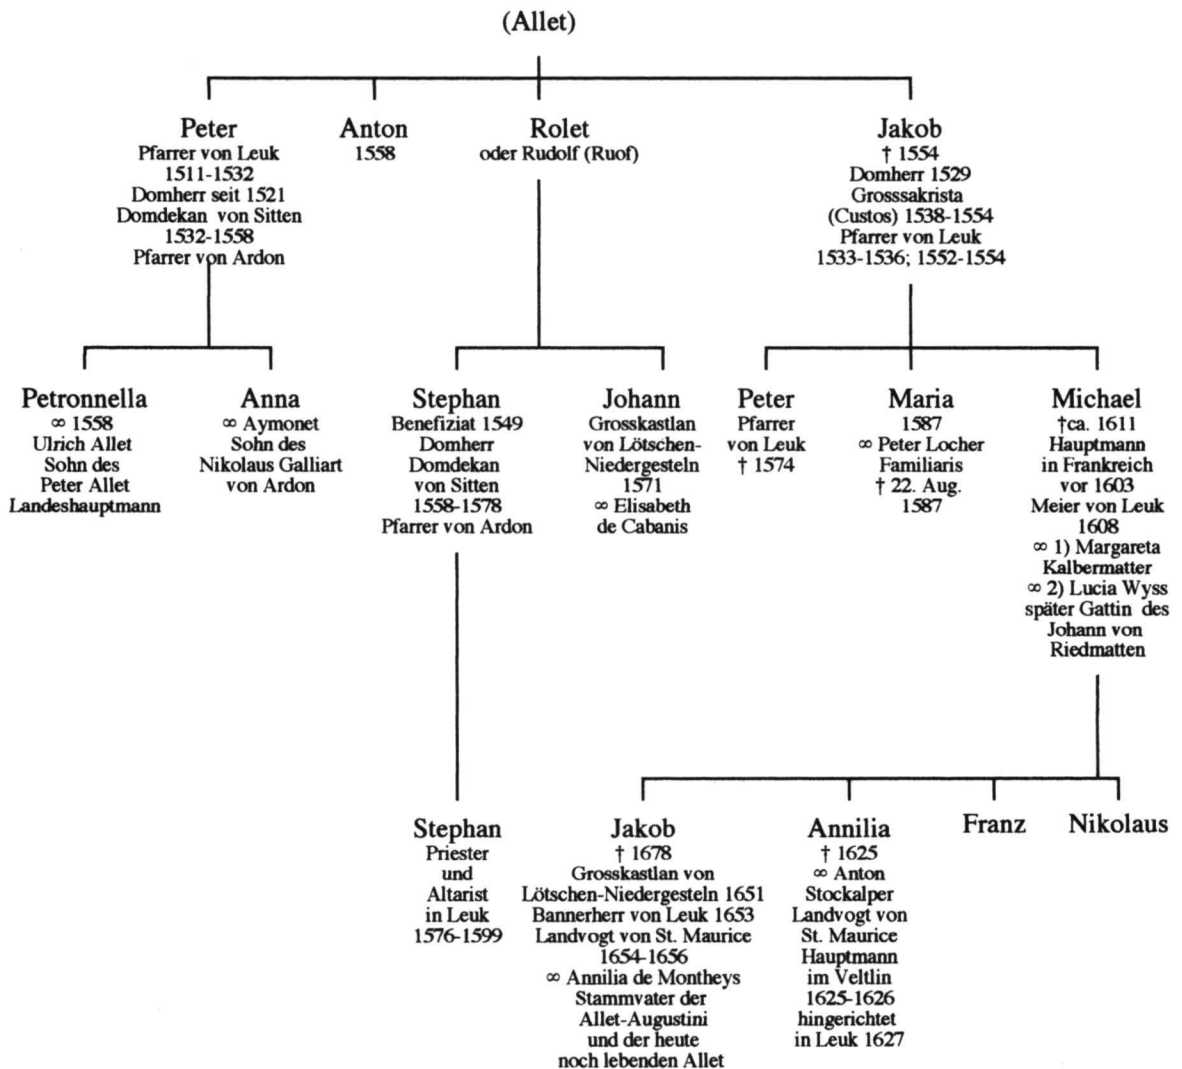 (Allet)
Peter
Pfarrer von Leuk
1511-1532
Domherr seit 1521
Domdekan von Sitten
1532-1558
Pfarrer von Ardon
Anton
1558
Rolet
oder Rudolf (Ruof)
Jakob
† 1554
Domherr 1529
Grosssakrista
(Custos) 1538-1554
Pfarrer von Leuk
1533-1536; 1552-1554
Petronnella
∞ 1558
Ulrich Allet
Sohn des
Peter Allet
Landeshauptmann
Anna
∞ Aymonet
Sohn des
Nikolaus Galliart
von Ardon
Stephan
Benefiziat 1549
Domherr
Domdekan
von Sitten
1558-1578
Pfarrer von Ardon
Johann
Grosskastlan
von Lötschen-
Niedergesteln
1571
∞ Elisabeth
de Cabanis
Peter
Pfarrer
von Leuk
† 1574
Maria
1587
∞ Peter Locher
Familiaris
† 22. Aug.
1587
Michael
†ca. 1611
Hauptmann
in Frankreich
vor 1603
Meier von Leuk
1608
∞ 1) Margareta
Kalbermatter
∞ 2) Lucia Wyss
später Gattin des
Johann von
Riedmatten
Stephan
Priester
und
Altarist
in Leuk
1576-1599
Jakob
† 1678
Grosskastlan von
Lötschen-Niedergesteln 1651
Bannerherr von Leuk 1653
Landvogt von St. Maurice
1654-1656
∞ Annilia de Montheys
Stammvater der
Allet-Augustini
und der heute
noch lebenden Allet
Annilia
† 1625
∞ Anton
Stockalper
Landvogt von
St. Maurice
Hauptmann
im Veltlin
1625-1626
hingerichtet
in Leuk 1627
Franz
Nikolaus